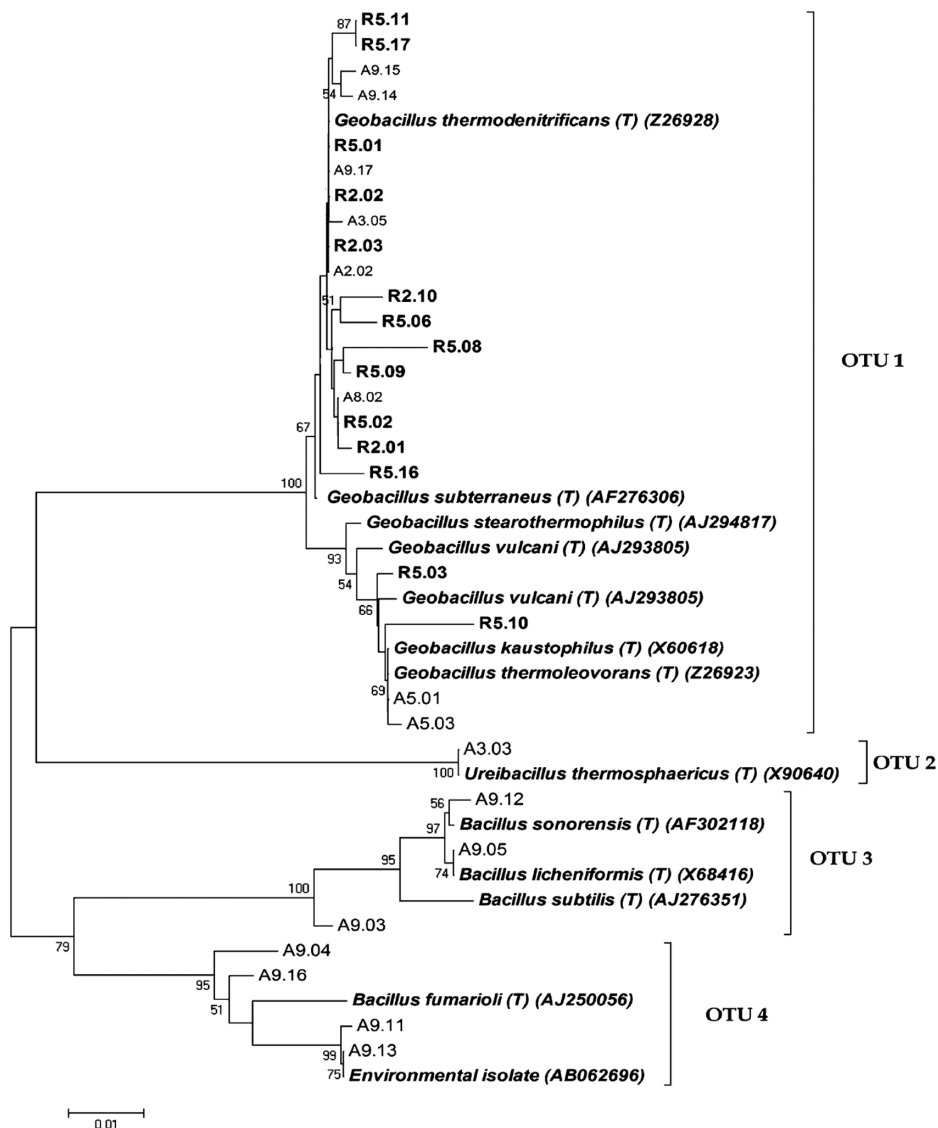 87
R5.11
R5.17
A9.15
54
A9.14
Geobacillus thermodenitrificans (T) (Z26928)
R5.01
A9.17
R2.02
A3.05
R2.03
A2.02
51
R2.10
R5.06
R5.08
OTU 1
R5.09
A8.02
R5.02
67
R2.01
R5.16
100
Geobacillus subterraneus (T) (AF276306)
Geobacillus stearothermophilus (T) (AJ294817)
93
Geobacillus vulcani (T) (AJ293805)
54
R5.03
66
Geobacillus vulcani (T) (AJ293805)
R5.10
Geobacillus kaustophilus (T) (X60618)
Geobacillus thermoleovorans (T) (Z26923)
69
A5.01
A5.03
A3.03
OTU 2
100
Ureibacillus thermosphaericus (T) (X90640)
56
A9.12
97
Bacillus sonorensis (T) (AF302118)
95
A9.05
OTU 3
74
Bacillus licheniformis (T) (X68416)
100
Bacillus subtilis (T) (AJ276351)
A9.03
79
A9.04
95
A9.16
51
Bacillus fumarioli (T) (AJ250056)
OTU 4
A9.11
99
A9.13
75
Environmental isolate (AB062696)
0.01